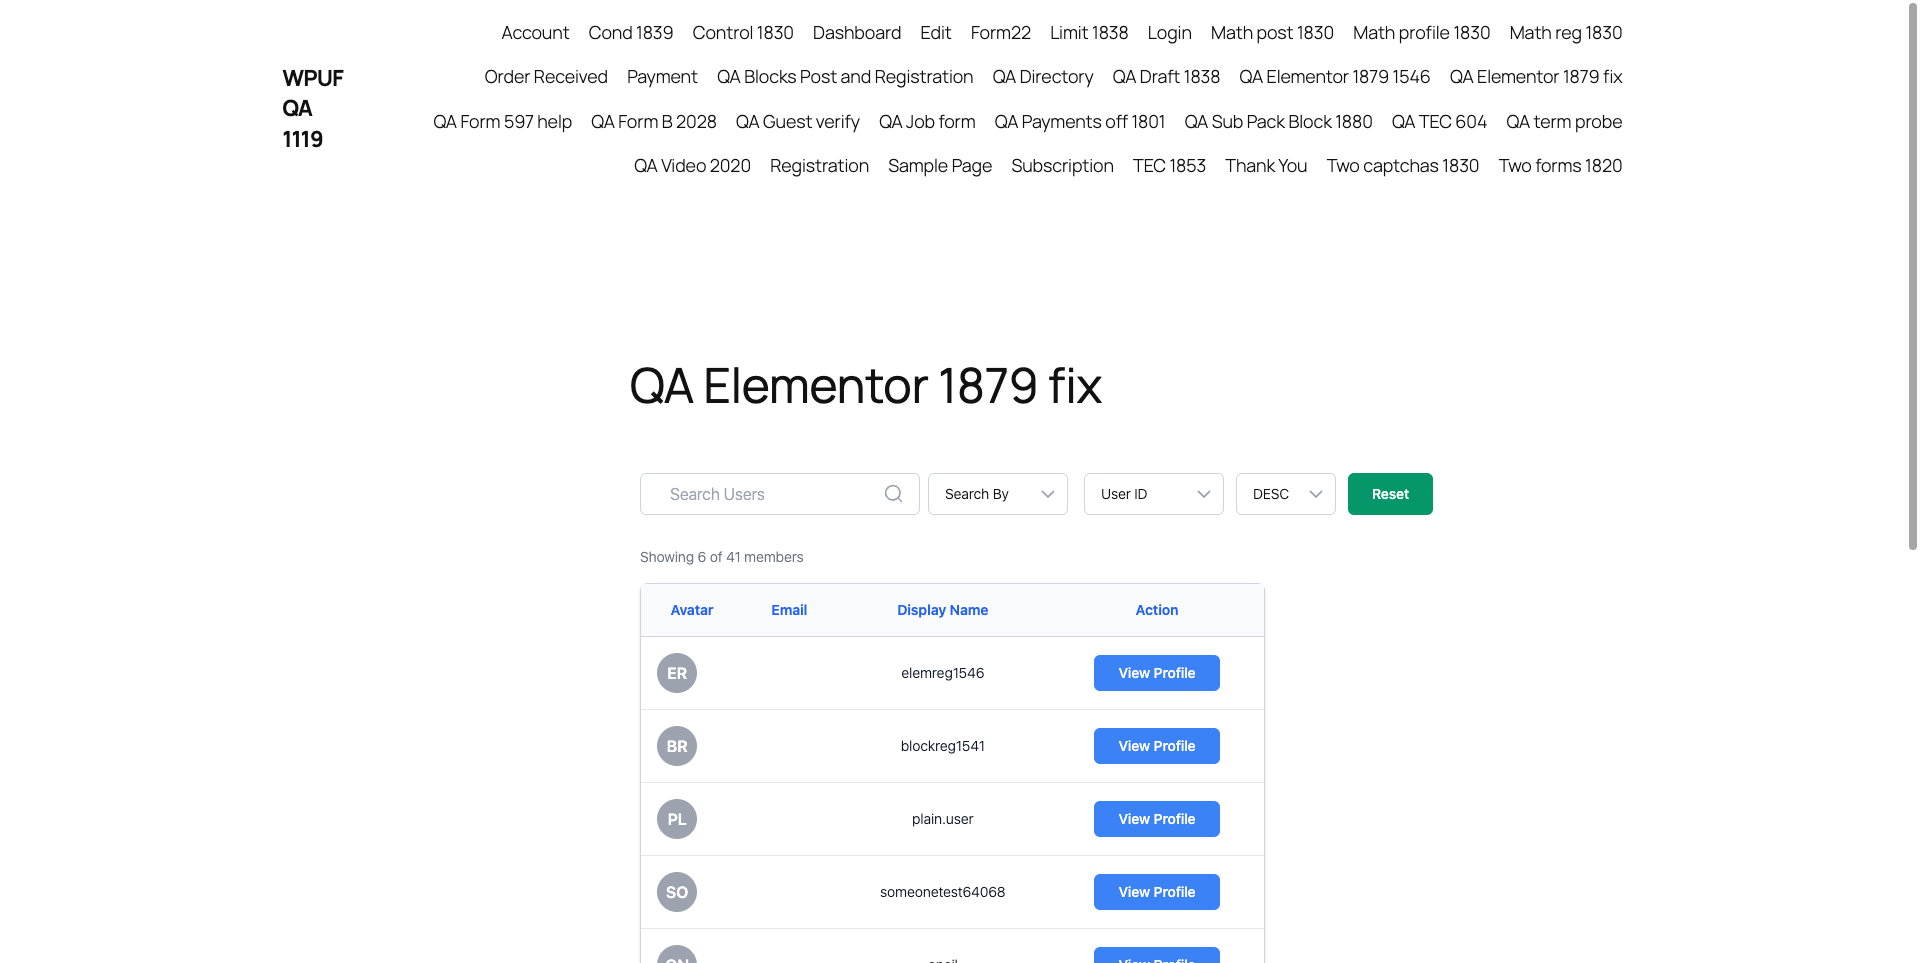 Account Cond 1839 Control 1830 Dashboard Edit Form22 Limit 1838 Login Math post 1830 Math profile 1830 Math reg 1830
WPUF
QA
1119
Order Received Payment QA Blocks Post and Registration QA Directory QA Draft 1838 QA Elementor 1879 1546 QA Elementor 1879 fix
QA Form 597 help QA Form B 2028 QA Guest verify QA Job form QA Payments off 1801 QA Sub Pack Block 1880 QA TEC 604 QA term probe
QA Video 2020 Registration Sample Page Subscription TEC 1853 Thank You Two captchas 1830 Two forms 1820
QA Elementor 1879 fix
Search Users Search By User ID DESC Reset
Showing 6 of 41 members
Avatar Email Display Name Action
ER elemreg1546 View Profile
BR blockreg1541 View Profile
PL plain.user View Profile
SO someonetest64068 View Profile
View Profile